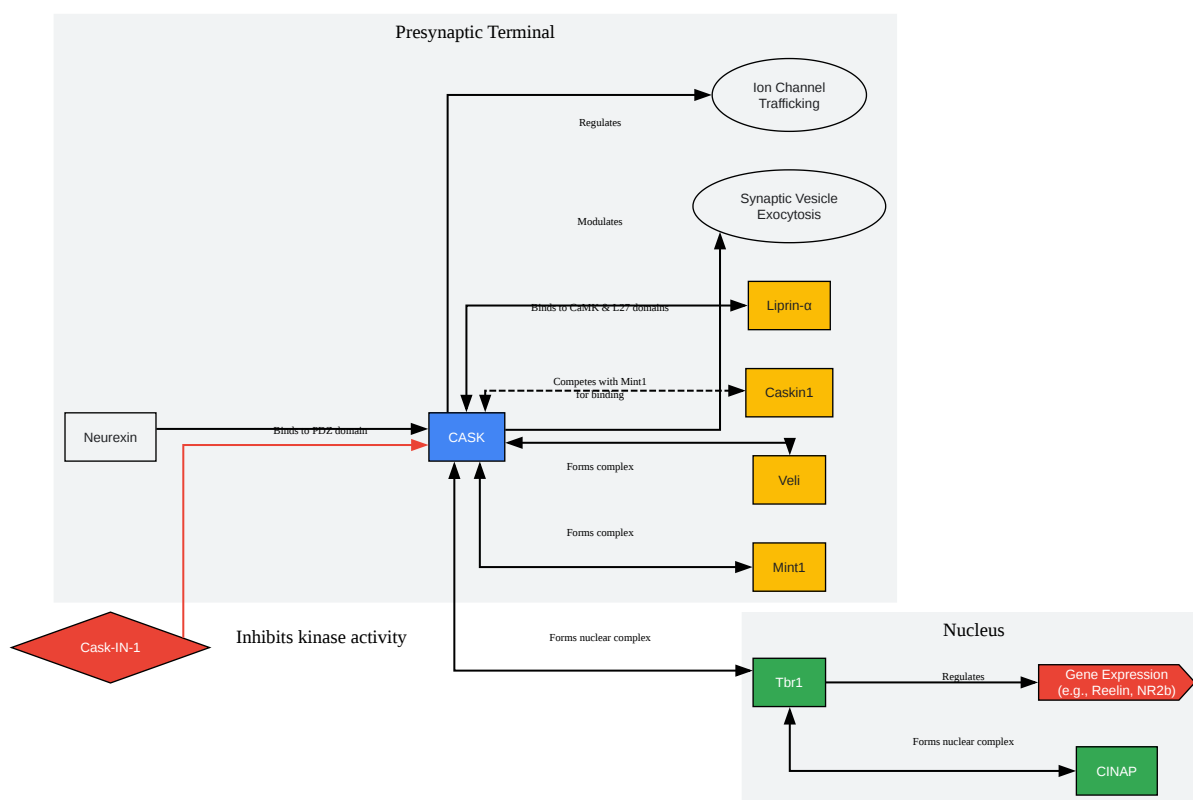 Presynaptic Terminal
Ion Channel
Trafficking
Regulates
Synaptic Vesicle
Exocytosis
Modulates
Binds to CaMK & L27 domains
Liprin-α
Competes with Mint1
for binding
Caskin1
Neurexin
Binds to PDZ domain
CASK
Forms complex
Veli
Forms complex
Mint1
Cask-IN-1
Inhibits kinase activity
Forms nuclear complex
Nucleus
Tbr1
Regulates
Gene Expression
(e.g., Reelin, NR2b)
Forms nuclear complex
CINAP